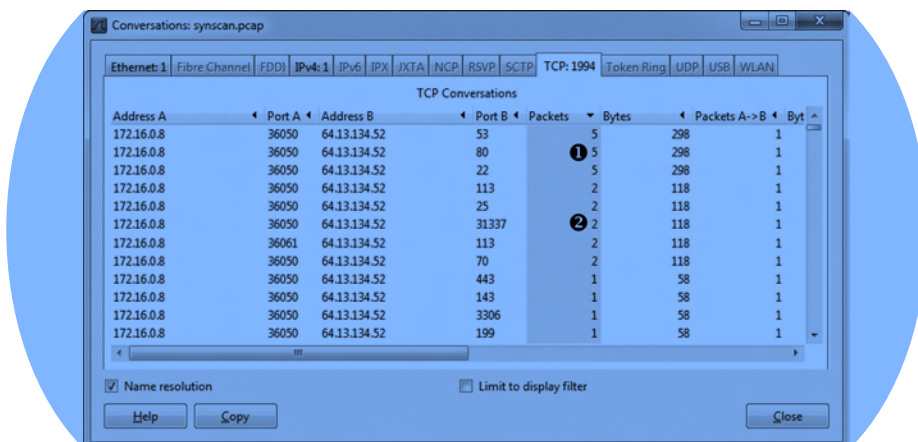 Conversations: synscan.pcap
Ethernet: 1 Fibre Channel FDDI IPv4: 1 IPv6 IPX JXTA NCP RSVP SCTP TCP: 1994 Token Ring UDP USB WLAN
TCP Conversations
Address A Port A Address B Port B Packets Bytes Packets A->B Byt
172.16.0.8 36050 64.13.134.52 53 5 298 1
172.16.0.8 36050 64.13.134.52 80 ❶ 5 298 1
172.16.0.8 36050 64.13.134.52 22 5 298 1
172.16.0.8 36050 64.13.134.52 113 2 118 1
172.16.0.8 36050 64.13.134.52 25 2 118 1
172.16.0.8 36050 64.13.134.52 31337 ❷ 2 118 1
172.16.0.8 36061 64.13.134.52 113 2 118 1
172.16.0.8 36050 64.13.134.52 70 2 118 1
172.16.0.8 36050 64.13.134.52 443 1 58 1
172.16.0.8 36050 64.13.134.52 143 1 58 1
172.16.0.8 36050 64.13.134.52 3306 1 58 1
172.16.0.8 36050 64.13.134.52 199 1 58 1
Name resolution Limit to display filter
Help Copy Close